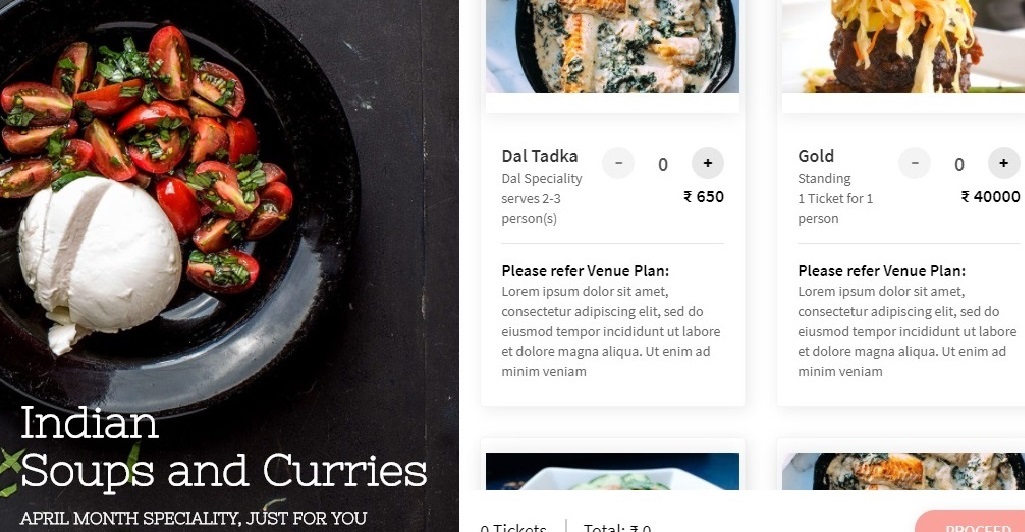 Indian
Soups and Curries
APRIL MONTH SPECIALITY, JUST FOR YOU
Dal Tadka
- 0 +
Dal Speciality
serves 2-3
person(s)
₹ 650
Please refer Venue Plan:
Lorem ipsum dolor sit amet,
consectetur adipiscing elit, sed do
eiusmod tempor incididunt ut labore
et dolore magna aliqua. Ut enim ad
minim veniam
Gold
- 0 +
Standing
1 Ticket for 1
person
₹ 40000
Please refer Venue Plan:
Lorem ipsum dolor sit amet,
consectetur adipiscing elit, sed do
eiusmod tempor incididunt ut labore
et dolore magna aliqua. Ut enim ad
minim veniam
0 Tickets | Total: ₹ 0
PROCEED